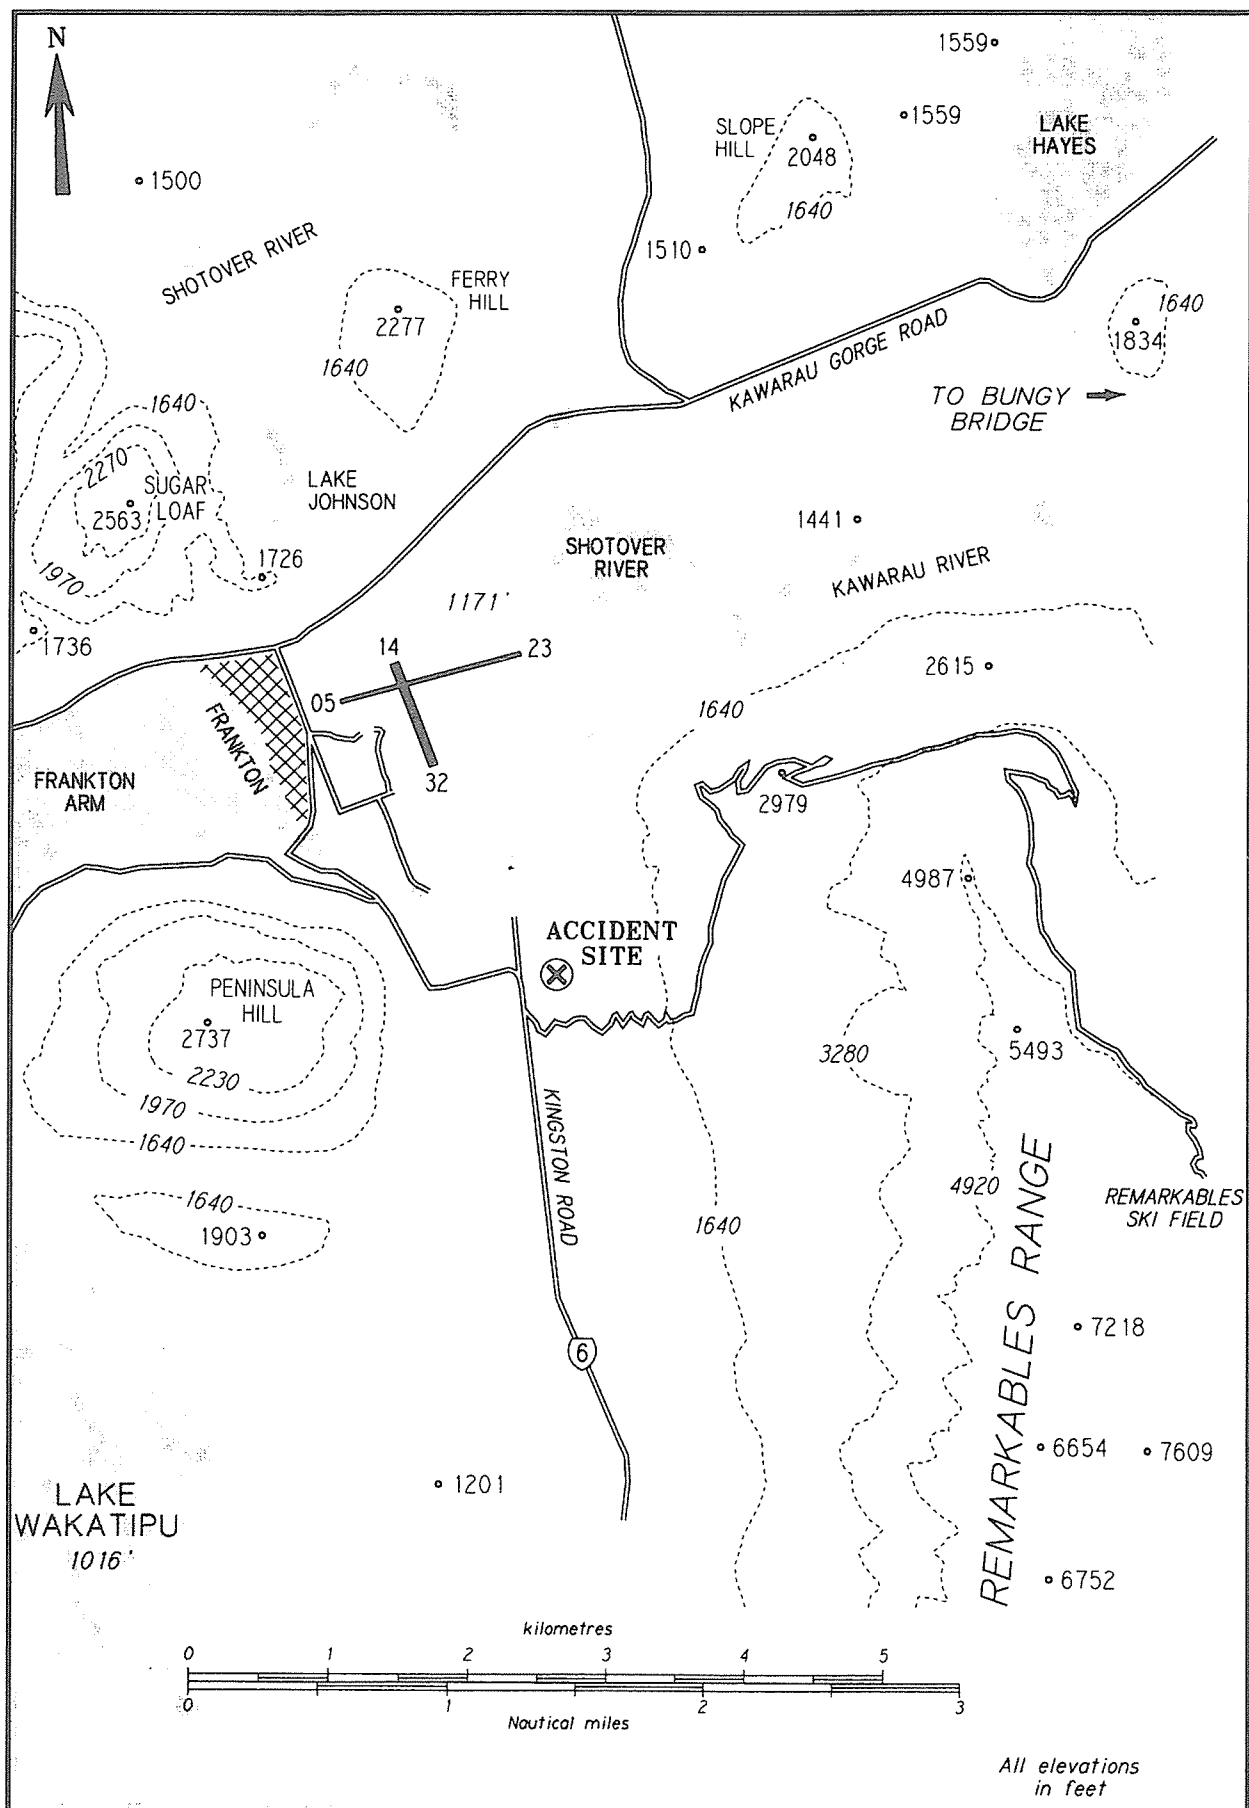 N
1559
1559
SLOPE
HILL
2048
LAKE
HAYES
1500
1640
SHOTOVER RIVER
1510
FERRY
HILL
2277
1640
1640
1834
KAWARAU GORGE ROAD
TO BUNGY
BRIDGE
1640
2270
SUGAR
LOAF
2563
LAKE
JOHNSON
1441
SHOTOVER
RIVER
KAWARAU RIVER
1726
1970
1171'
1736
14
23
05
32
2615
1640
FRANKTON
FRANKTON
ARM
2979
4987
ACCIDENT
SITE
PENINSULA
HILL
2737
2230
1970
1640
3280
5493
KINGSTON ROAD
1640
1903
1640
4920
REMARKABLES
SKI FIELD
REMARKABLES RANGE
7218
6
6654
7609
1201
LAKE
WAKATIPU
1016'
6752
kilometres
0 1 2 3 4 5
0 1 2 3
Nautical miles
All elevations
in feet